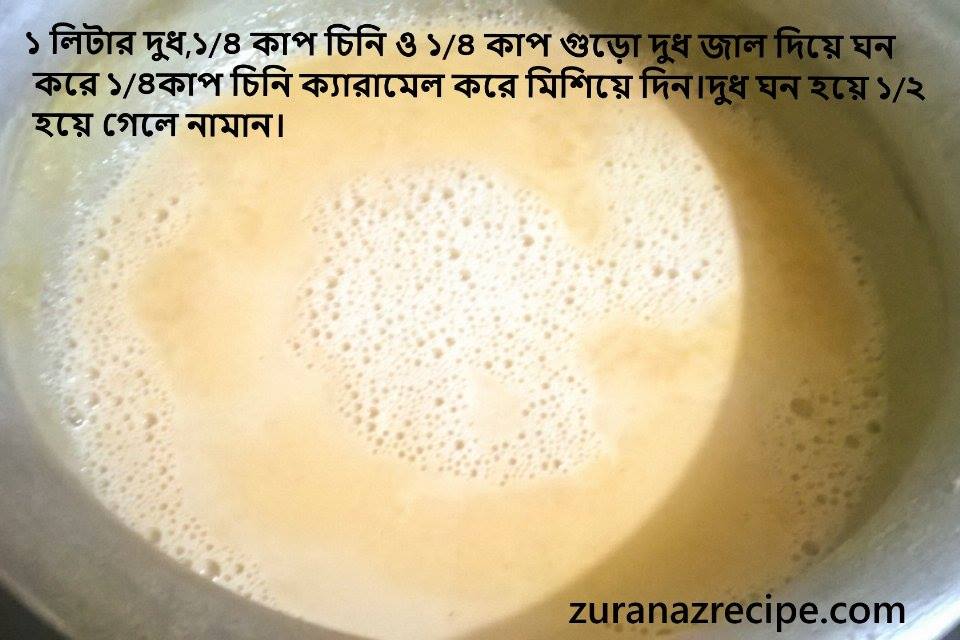 ১ লিটার দুধ,১/৪ কাপ চিনি ও ১/৪ কাপ গুড়ো দুধ জাল দিয়ে ঘন
করে ১/৪কাপ চিনি ক্যারামেল করে মিশিয়ে দিন।দুধ ঘন হয়ে ১/২
হয়ে গেলে নামান।
zuranazrecipe.com